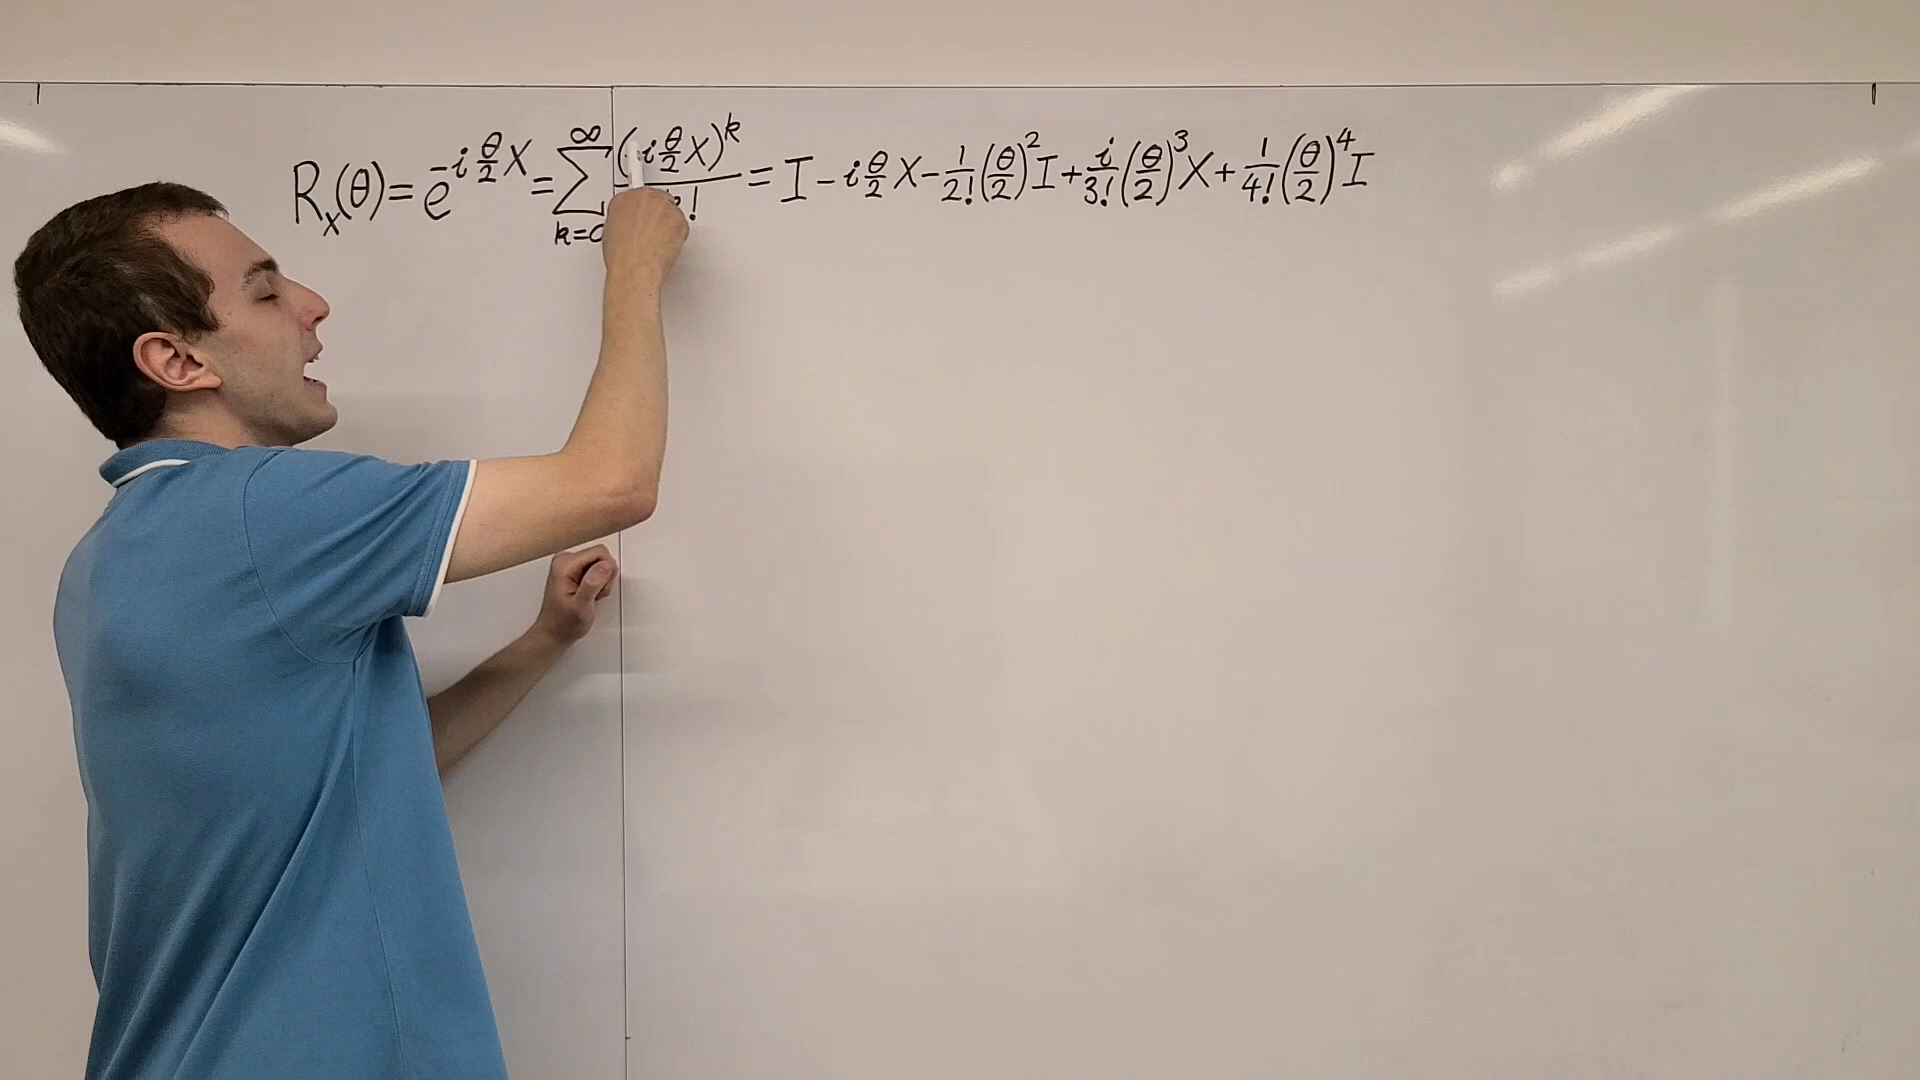 Rₓ(θ) = e^{-i θ/2 X} = ∑_{k=0}^{∞} (-i θ/2 X)^k / k! = I - i θ/2 X - 1/2! (θ/2)^2 I + i/3! (θ/2)^3 X + 1/4! (θ/2)^4 I